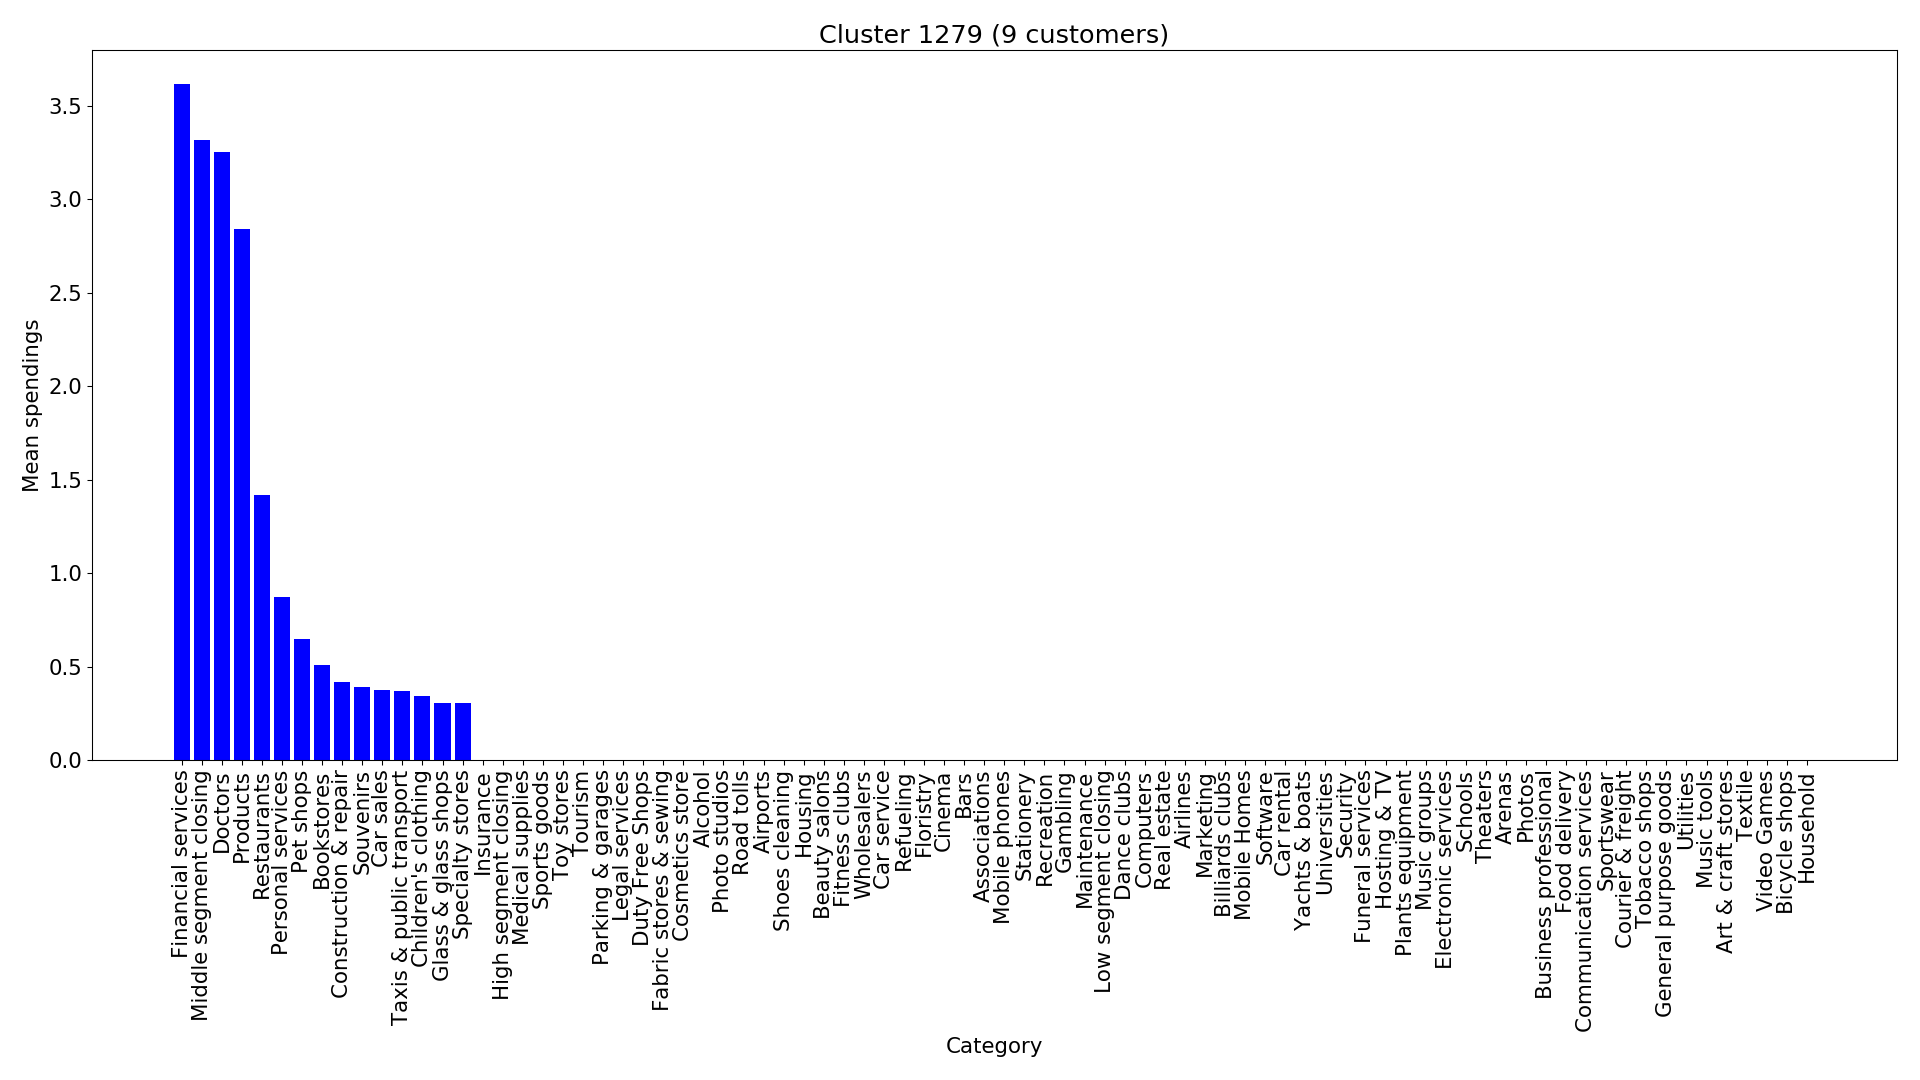 Cluster 1279 (9 customers)
Mean spendings
3.5
3.0
2.5
2.0
1.5
1.0
0.5
0.0
Financial services
Middle segment closing
Doctors
Products
Restaurants
Personal services
Pet shops
Bookstores
Construction & repair
Souvenirs
Car sales
Taxis & public transport
Children's clothing
Glass & glass shops
Specialty stores
Insurance
High segment closing
Medical supplies
Sports goods
Toy stores
Tourism
Parking & garages
Legal services
Duty Free Shops
Fabric stores & sewing
Cosmetics store
Alcohol
Photo studios
Road tolls
Airports
Shoes cleaning
Housing
Beauty salons
Fitness clubs
Wholesalers
Car service
Refueling
Floristry
Cinema
Bars
Associations
Mobile phones
Stationery
Recreation
Gambling
Maintenance
Low segment closing
Dance clubs
Computers
Real estate
Airlines
Marketing
Billiards clubs
Mobile Homes
Software
Car rental
Yachts & boats
Universities
Security
Funeral services
Hosting & TV
Plants equipment
Music groups
Electronic services
Schools
Theaters
Arenas
Photos
Business professional
Food delivery
Communication services
Sportswear
Courier & freight
Tobacco shops
General purpose goods
Utilities
Music tools
Art & craft stores
Textile
Video Games
Bicycle shops
Household
Category